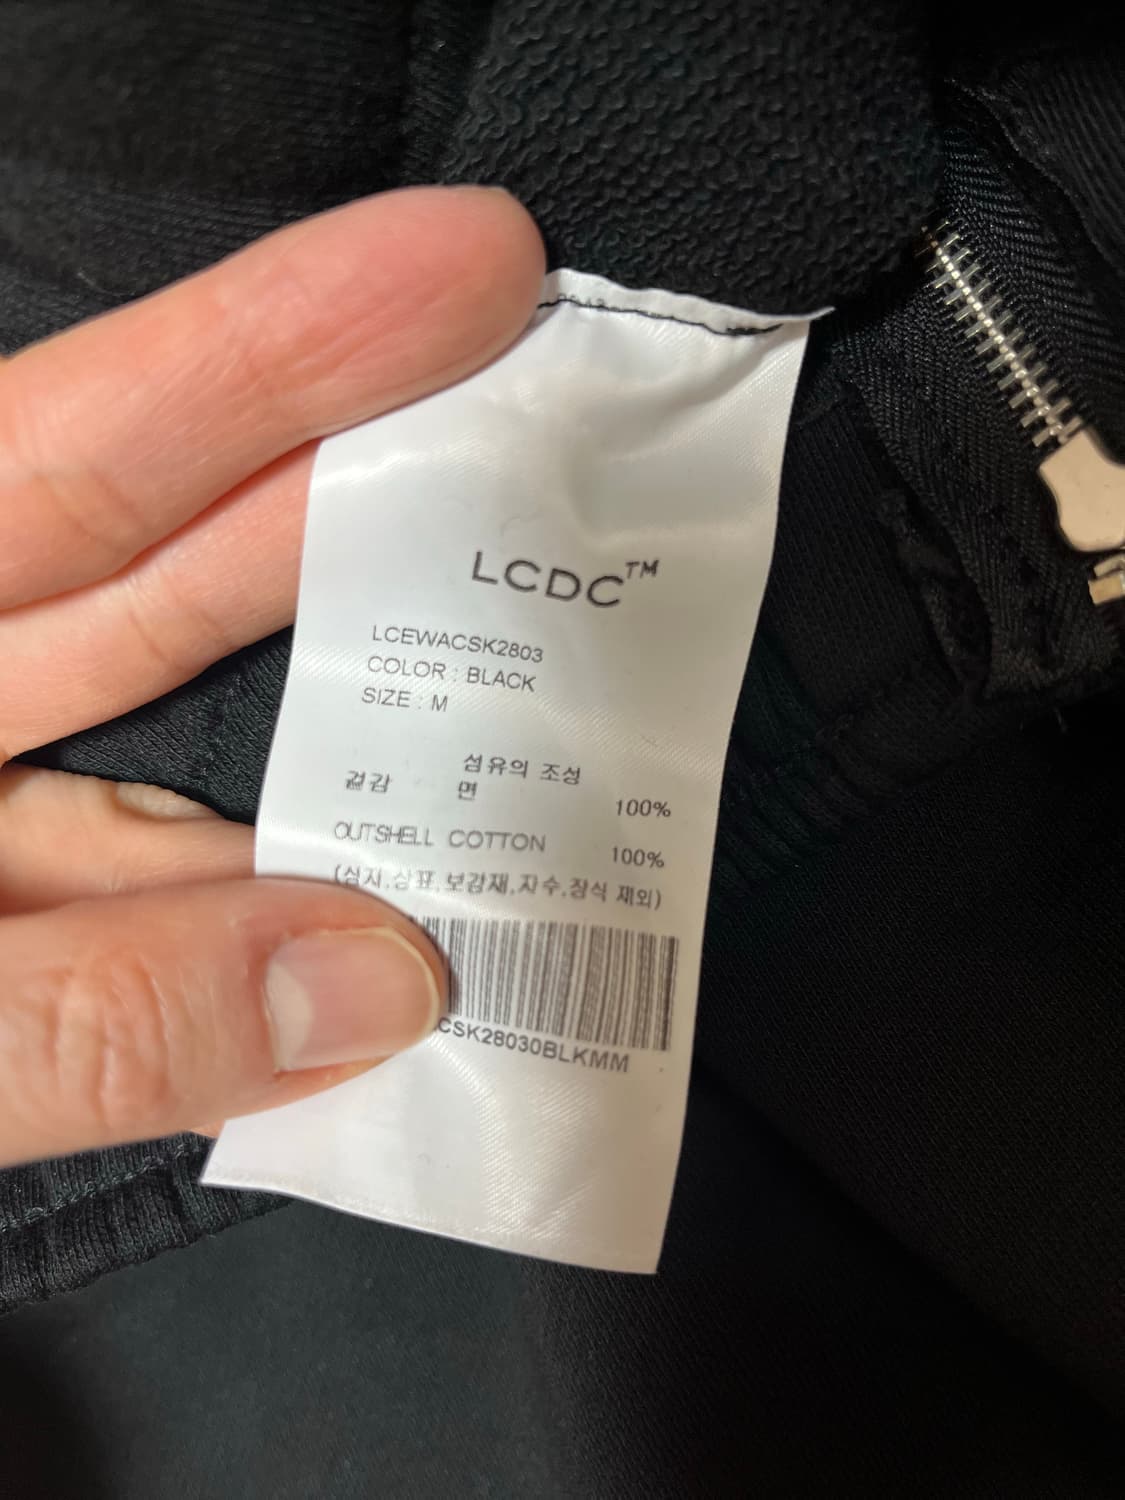 LCDC™
LCEWACSK2803
COLOR : BLACK
SIZE : M
섬유의 조성
겉감 면 100%
OUTSHELL COTTON 100%
(심지,상표,보강재,자수,장식 제외)
CSK28030BLKMM